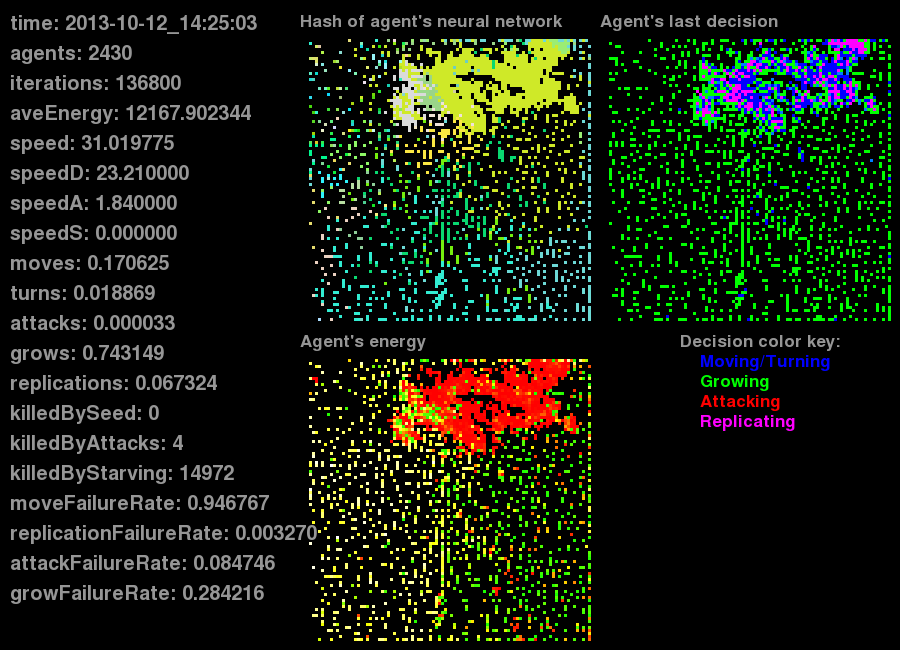 time: 2013-10-12_14:25:03
agents: 2430
iterations: 136800
aveEnergy: 12167.902344
speed: 31.019775
speedD: 23.210000
speedA: 1.840000
speedS: 0.000000
moves: 0.170625
turns: 0.018869
attacks: 0.000033
grows: 0.743149
replications: 0.067324
killedBySeed: 0
killedByAttacks: 4
killedByStarving: 14972
moveFailureRate: 0.946767
replicationFailureRate: 0.003270
attackFailureRate: 0.084746
growFailureRate: 0.284216
Hash of agent's neural network
Agent's last decision
Agent's energy
Decision color key:
Moving/Turning
Growing
Attacking
Replicating